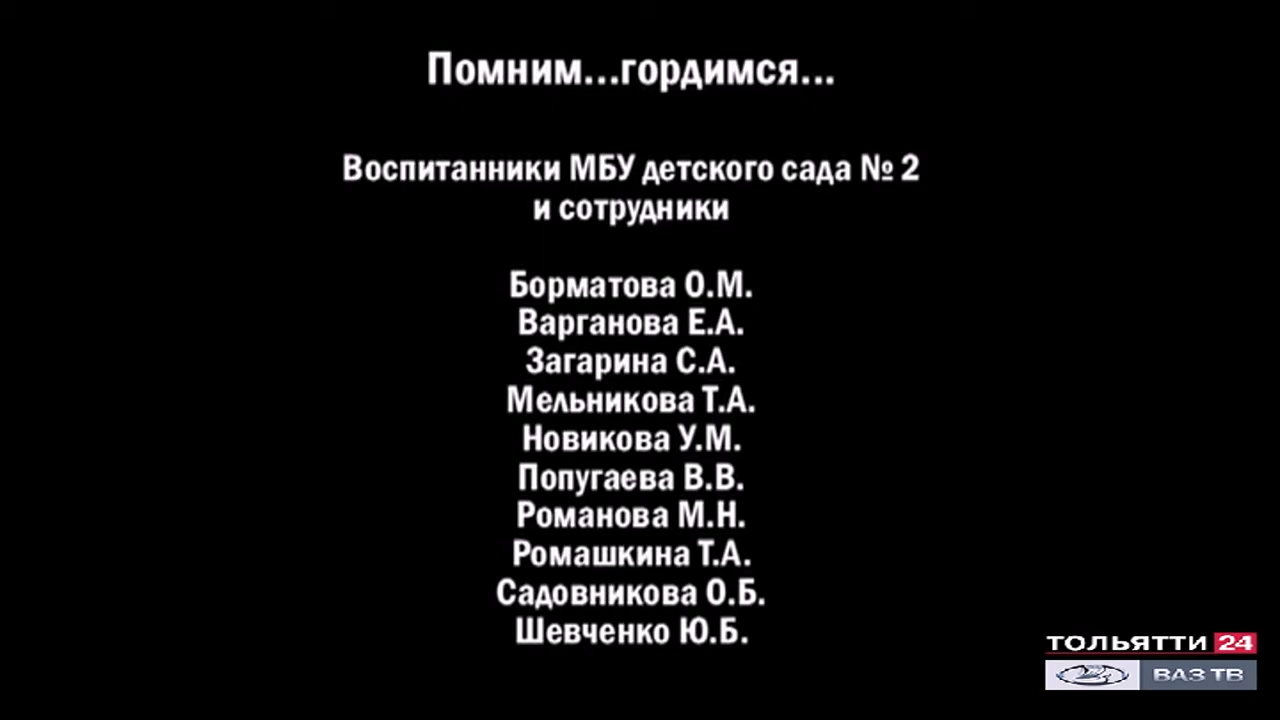 Помним...гордимся...
Воспитанники МБУ детского сада № 2
и сотрудники
Борматова О.М.
Варганова Е.А.
Загарина С.А.
Мельникова Т.А.
Новикова У.М.
Попугаева В.В.
Романова М.Н.
Ромашкина Т.А.
Садовникова О.Б.
Шевченко Ю.Б.
ТОЛЬЯТТИ 24
ВАЗ ТВ